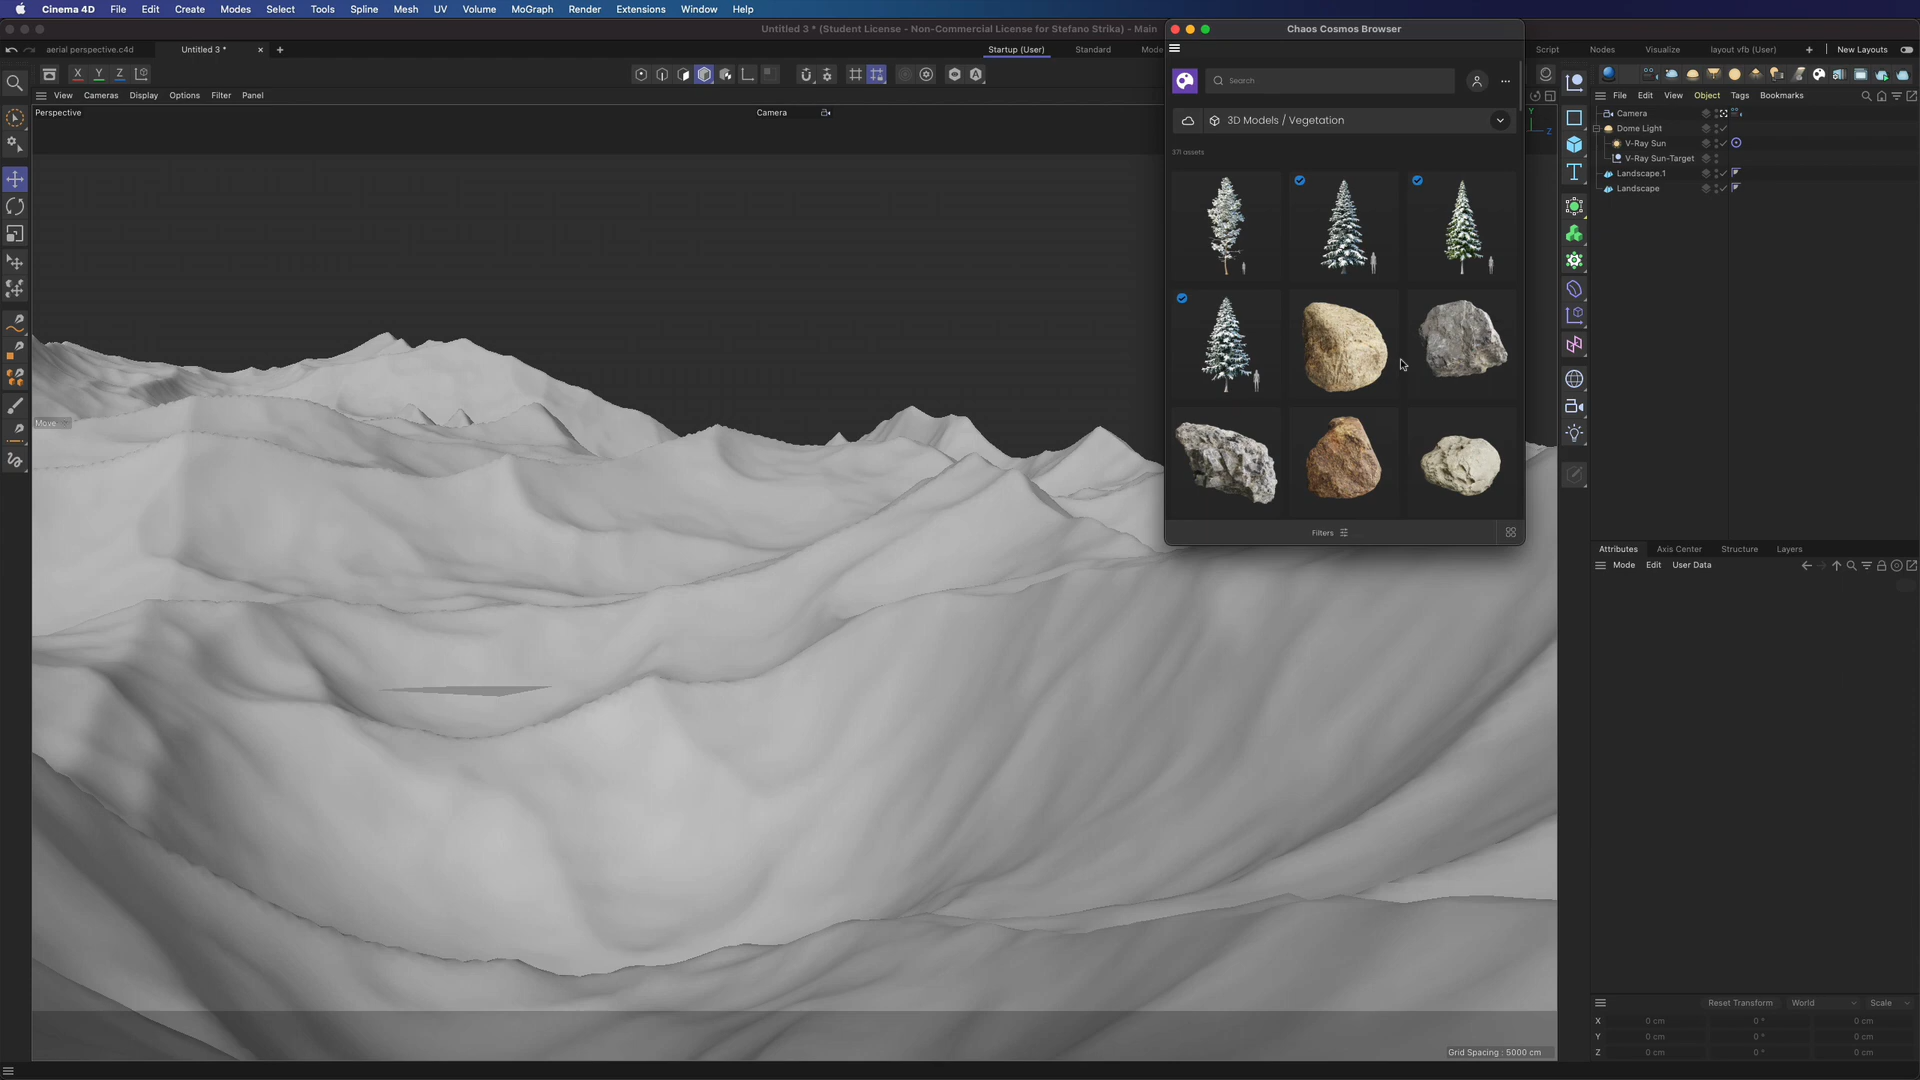 Cinema 4D File Edit Create Modes Select Tools Spline Mesh UV Volume MoGraph Render Extensions Window Help
Untitled 3 * (Student License - Non-Commercial License for Stefano Strika) - Main
Chaos Cosmos Browser
aerial perspective.c4d Untitled 3 * Startup (User) Standard Mode
Script Nodes Visualize layout vfb (User) New Layouts
X Y Z
Search
View Cameras Display Options Filter Panel
File Edit View Object Tags Bookmarks
Perspective
Camera
3D Models / Vegetation
371 assets
Y
Z
Camera
Dome Light
V-Ray Sun
V-Ray Sun-Target
Landscape.1
Landscape
Move
Filters
Attributes Axis Center Structure Layers
Mode Edit User Data
Reset Transform World Scale
X 0 cm 0 ° 0 cm
Y 0 cm 0 ° 0 cm
Z 0 cm 0 ° 0 cm
Grid Spacing : 5000 cm